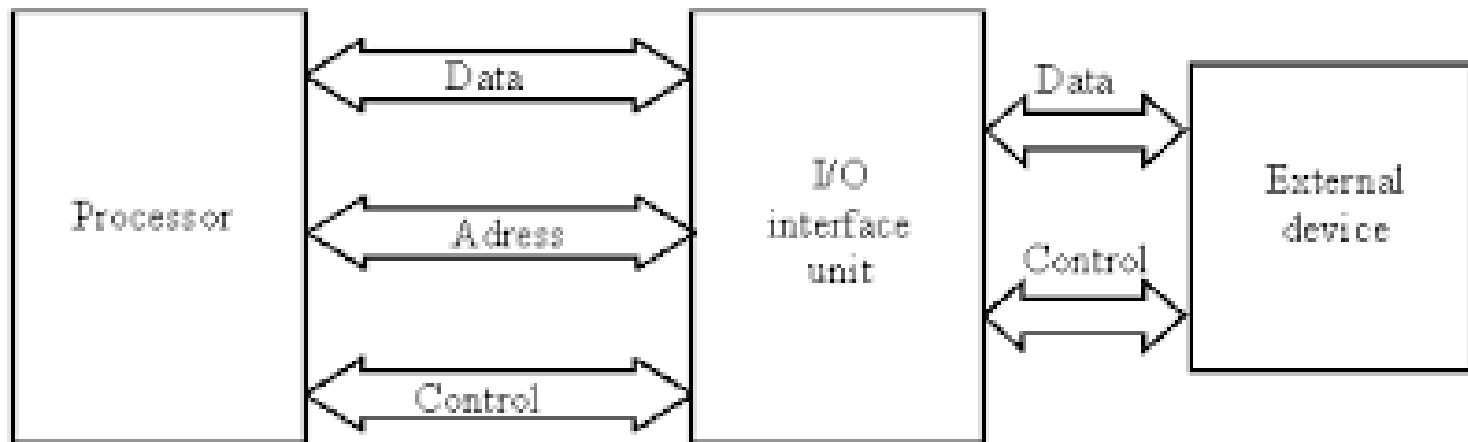 Processor
Data
Adress
Control
I/O
interface
unit
Data
Control
External
device